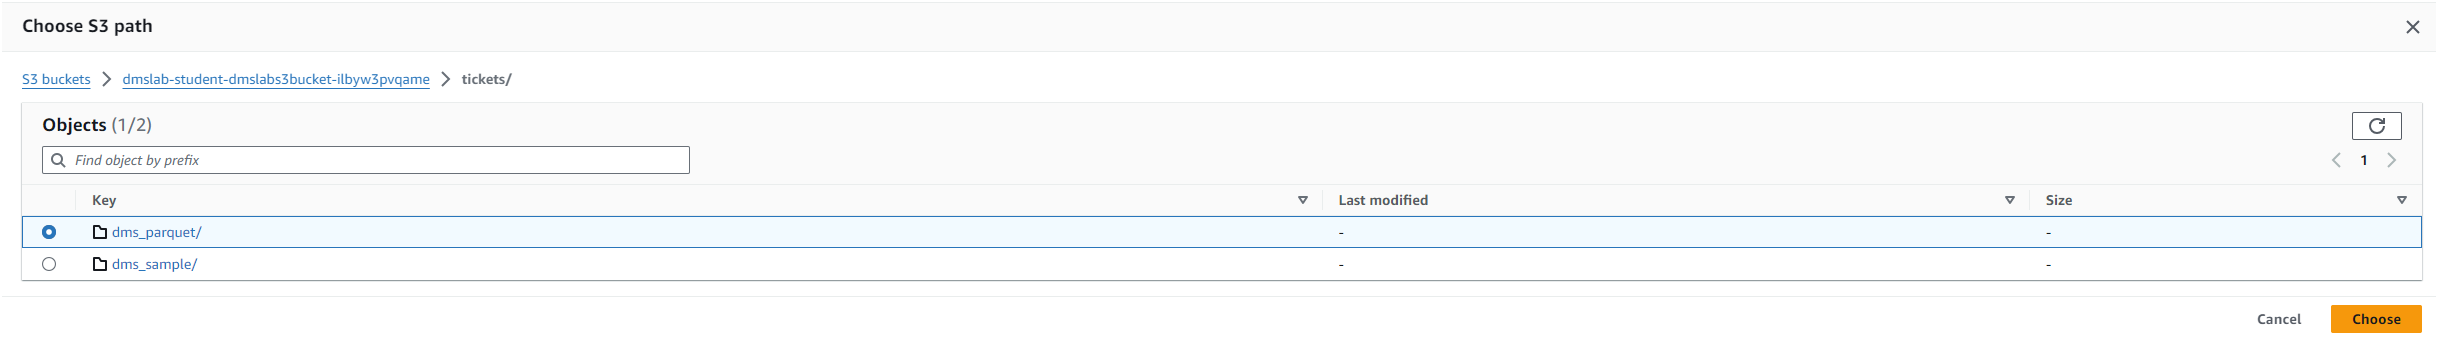 Choose S3 path
S3 buckets dmslab-student-dmslabs3bucket-ilbyw3pvqame tickets/
Objects (1/2)
Find object by prefix
1
Key Last modified Size
dms_parquet/ - -
dms_sample/ - -
Cancel Choose